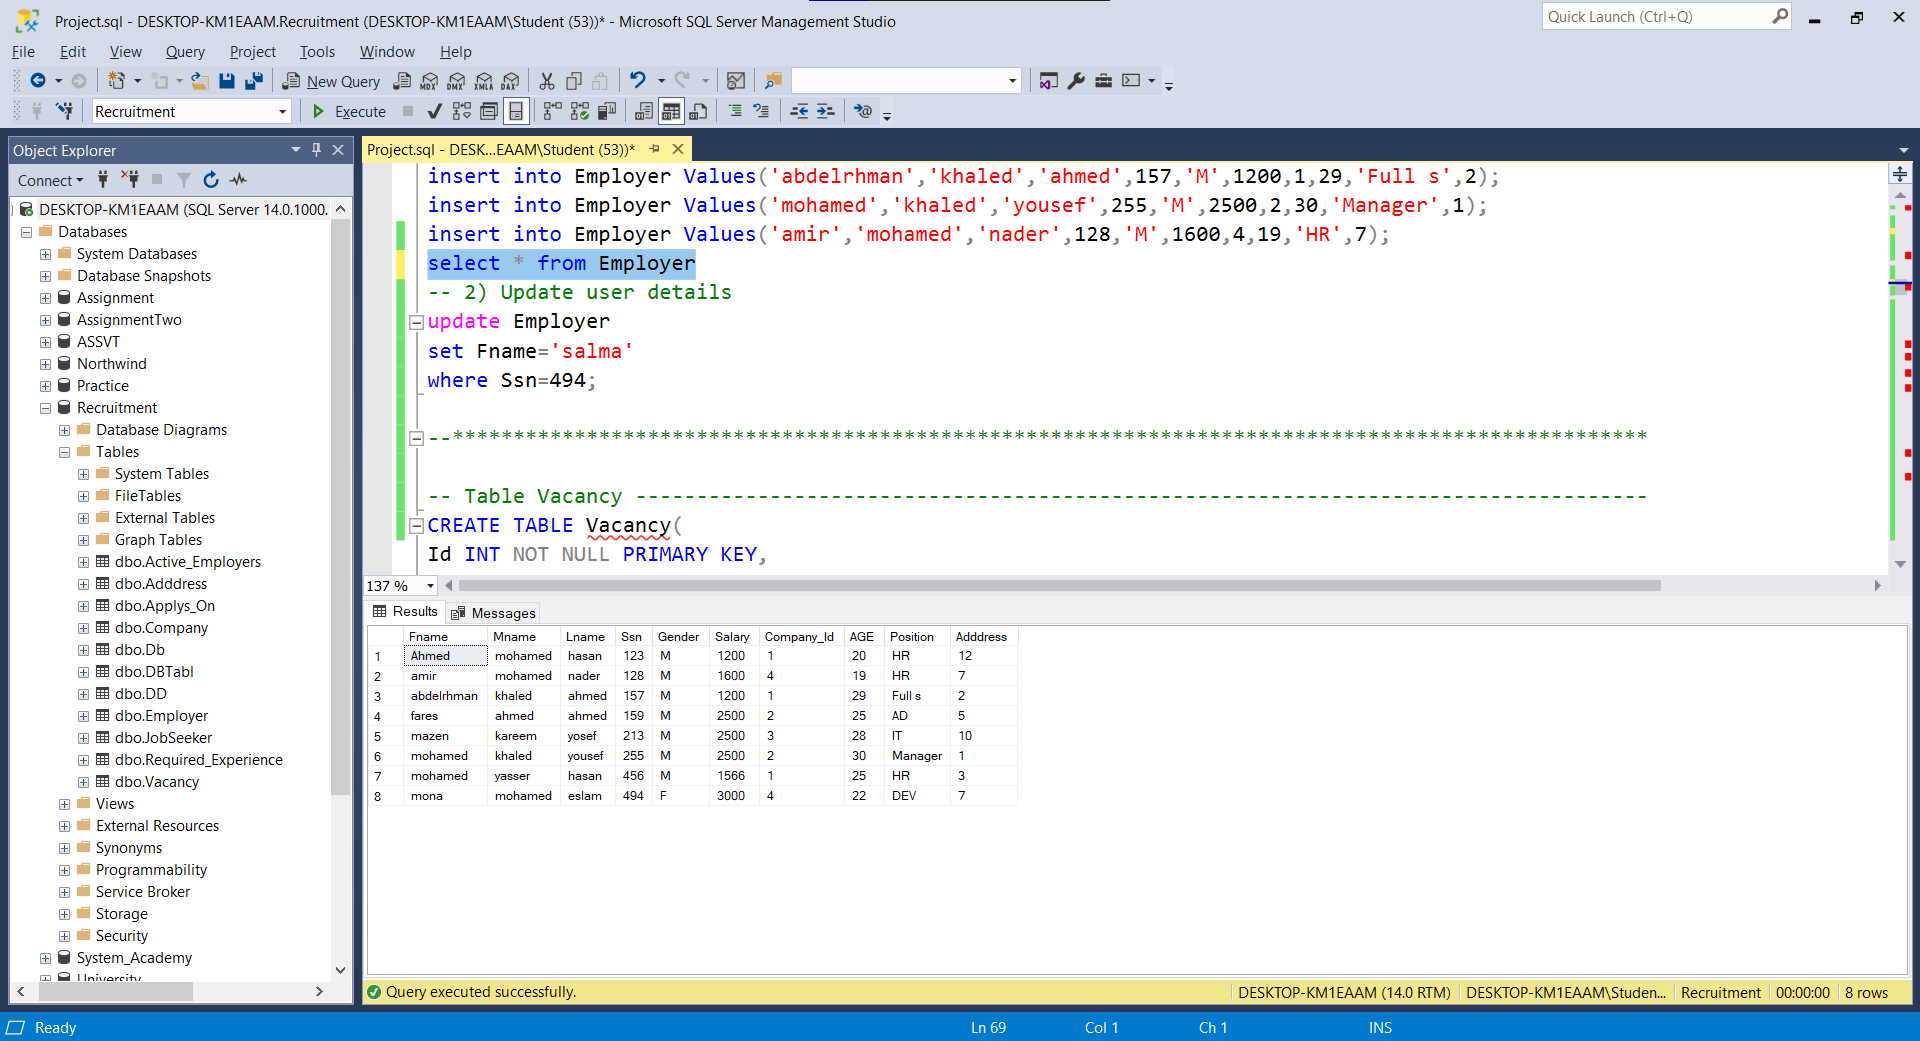 Project.sql - DESKTOP-KM1EAAM.Recruitment (DESKTOP-KM1EAAM\Student (53))* - Microsoft SQL Server Management Studio
Quick Launch (Ctrl+Q)
File Edit View Query Project Tools Window Help
New Query MDX DMX XMLA DAX
Recruitment Execute
Object Explorer
Connect
DESKTOP-KM1EAAM (SQL Server 14.0.1000.
Databases
System Databases
Database Snapshots
Assignment
AssignmentTwo
ASSVT
Northwind
Practice
Recruitment
Database Diagrams
Tables
System Tables
FileTables
External Tables
Graph Tables
dbo.Active_Employers
dbo.Adddress
dbo.Applys_On
dbo.Company
dbo.Db
dbo.DBTabl
dbo.DD
dbo.Employer
dbo.JobSeeker
dbo.Required_Experience
dbo.Vacancy
Views
External Resources
Synonyms
Programmability
Service Broker
Storage
Security
System_Academy
University
Project.sql - DESK...EAAM\Student (53))*
insert into Employer Values('abdelrhman','khaled','ahmed',157,'M',1200,1,29,'Full s',2);
insert into Employer Values('mohamed','khaled','yousef',255,'M',2500,2,30,'Manager',1);
insert into Employer Values('amir','mohamed','nader',128,'M',1600,4,19,'HR',7);
select * from Employer
-- 2) Update user details
update Employer
set Fname='salma'
where Ssn=494;
--**************************************************************************************************
-- Table Vacancy -----------------------------------------------------------------------------------
CREATE TABLE Vacancy(
Id INT NOT NULL PRIMARY KEY,
137 %
Results Messages
Fname Mname Lname Ssn Gender Salary Company_Id AGE Position Adddress
1 Ahmed mohamed hasan 123 M 1200 1 20 HR 12
2 amir mohamed nader 128 M 1600 4 19 HR 7
3 abdelrhman khaled ahmed 157 M 1200 1 29 Full s 2
4 fares ahmed ahmed 159 M 2500 2 25 AD 5
5 mazen kareem yosef 213 M 2500 3 28 IT 10
6 mohamed khaled yousef 255 M 2500 2 30 Manager 1
7 mohamed yasser hasan 456 M 1566 1 25 HR 3
8 mona mohamed eslam 494 F 3000 4 22 DEV 7
Query executed successfully. DESKTOP-KM1EAAM (14.0 RTM) DESKTOP-KM1EAAM\Studen... Recruitment 00:00:00 8 rows
Ready Ln 69 Col 1 Ch 1 INS